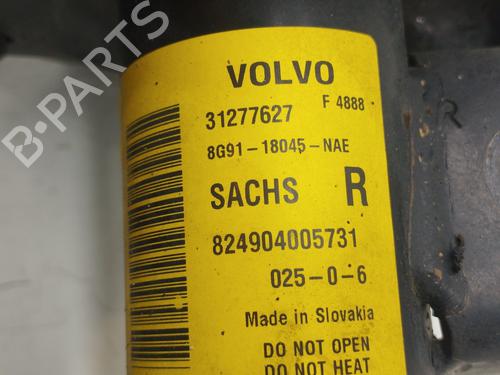 VOLVO
31277627 F 4888
8G91-18045-NAE
SACHS R
824904005731
025-0-6
Made in Slovakia
DO NOT OPEN
DO NOT HEAT